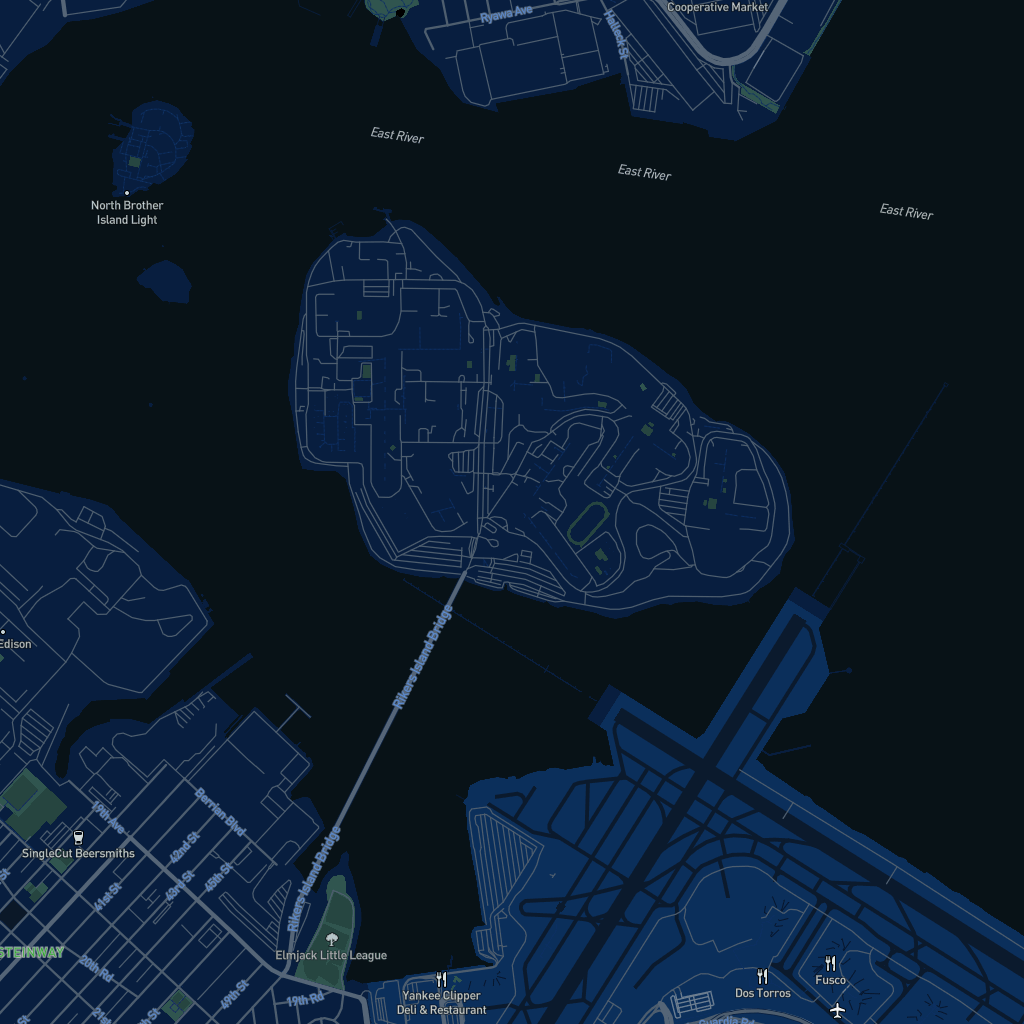 Cooperative Market
Ryawa Ave
Halleck St
East River
East River
East River
North Brother
Island Light
Edison
Rikers Island Bridge
Berrian Blvd
19th Ave
SingleCut Beersmiths
42nd St
43rd St
45th St
41st St
Rikers Island Bridge
STEINWAY
20th Rd
Elmjack Little League
49th St
19th Rd
Yankee Clipper
Deli & Restaurant
Dos Torros
Fusco